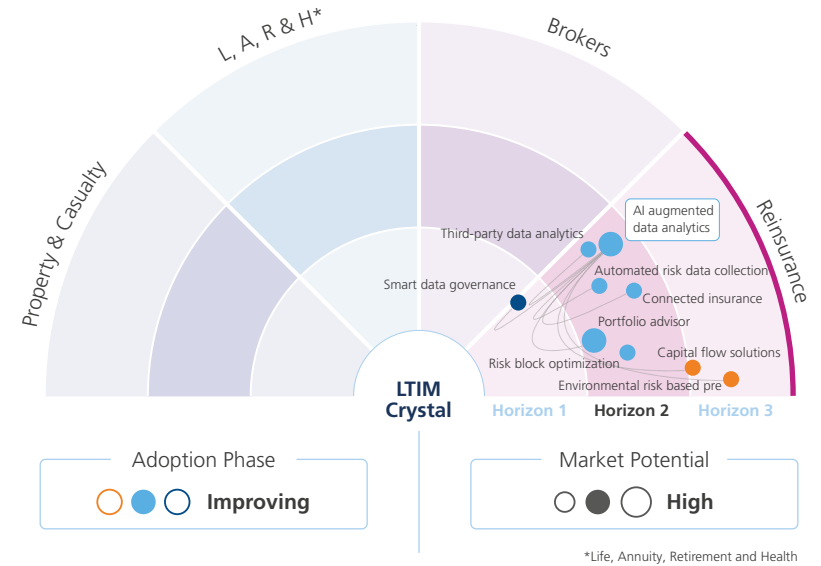 L, A, R & H*
Brokers
Property & Casualty
Reinsurance
AI augmented
data analytics
Third-party data analytics
Automated risk data collection
Smart data governance
Connected insurance
Portfolio advisor
Capital flow solutions
Risk block optimization
Environmental risk based pre
LTIM
Crystal
Horizon 1
Horizon 2
Horizon 3
Adoption Phase
Improving
Market Potential
High
*Life, Annuity, Retirement and Health